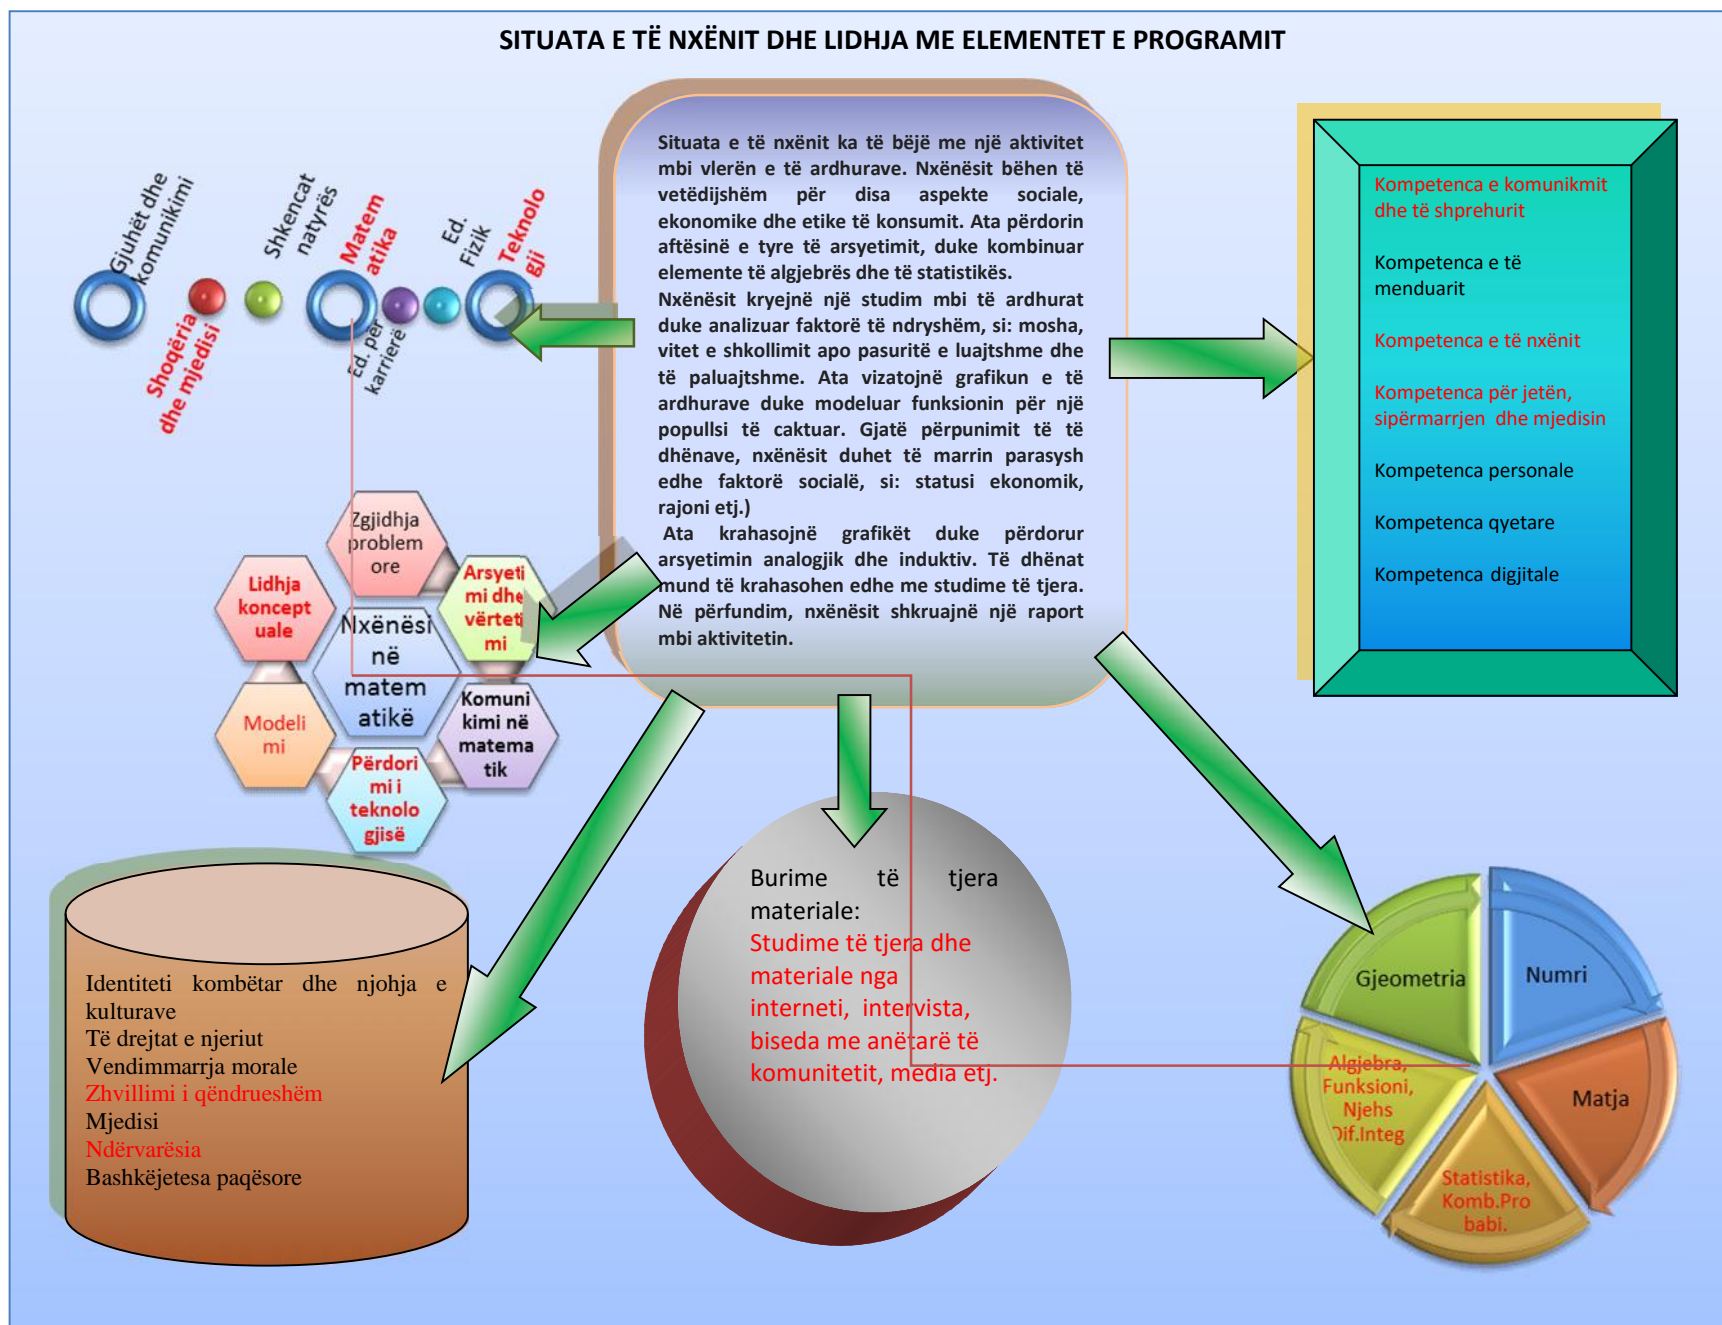 SITUATA E TË NXËNIT DHE LIDHJA ME ELEMENTET E PROGRAMIT
Gjuhët dhe
komunikimi
Shoqëria
dhe mjedisi
Shkencat
natyrës
Matem
atika
Ed. për
karrierë
Ed.
Fizik
Teknolo
gji
Situata e të nxënit ka të bëjë me një aktivitet
mbi vlerën e të ardhurave. Nxënësit bëhen të
vetëdijshëm për disa aspekte sociale,
ekonomike dhe etike të konsumit. Ata përdorin
aftësinë e tyre të arsyetimit, duke kombinuar
elemente të algjebrës dhe të statistikës.
Nxënësit kryejnë një studim mbi të ardhurat
duke analizuar faktorë të ndryshëm, si: mosha,
vitet e shkollimit apo pasuritë e luajtshme dhe
të paluajtshme. Ata vizatojnë grafikun e të
ardhurave duke modeluar funksionin për një
popullsi të caktuar. Gjatë përpunimit të të
dhënave, nxënësit duhet të marrin parasysh
edhe faktorë socialë, si: statusi ekonomik,
rajoni etj.)
Ata krahasojnë grafikët duke përdorur
arsyetimin analogjik dhe induktiv. Të dhënat
mund të krahasohen edhe me studime të tjera.
Në përfundim, nxënësit shkruajnë një raport
mbi aktivitetin.
Kompetenca e komunikmit
dhe të shprehurit
Kompetenca e të
menduarit
Kompetenca e të nxënit
Kompetenca për jetën,
sipërmarrjen dhe mjedisin
Kompetenca personale
Kompetenca qyetare
Kompetenca digjitale
Zgjidhja
problem
ore
Lidhja
koncept
uale
Arsyeti
mi dhe
vërteti
mi
Nxënësi
në
matem
atikë
Modeli
mi
Komuni
kimi në
matema
tik
Përdori
mi i
teknolo
gjisë
Identiteti kombëtar dhe njohja e
kulturave
Të drejtat e njeriut
Vendimmarrja morale
Zhvillimi i qëndrueshëm
Mjedisi
Ndërvarësia
Bashkëjetesa paqësore
Burime të tjera
materiale:
Studime të tjera dhe
materiale nga
interneti, intervista,
biseda me anëtarë të
komunitetit, media etj.
Gjeometria
Numri
Algjebra,
Funksioni,
Njehs
Dif.Integ
Matja
Statistika,
Komb.Pro
babi.